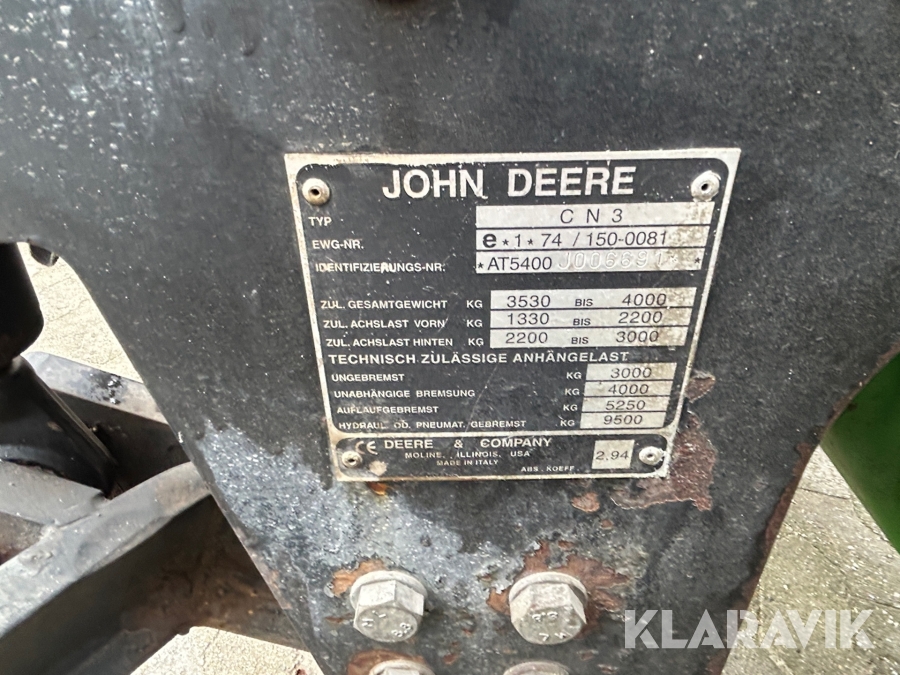 JOHN DEERE
TYP C N 3
EWG-NR. e*1*74 / 150-0081
IDENTIFIZIERUNGS-NR: *AT5400
ZUL. GESAMTGEWICHT KG 3530 BIS 4000
ZUL. ACHSLAST VORN KG 1330 BIS 2200
ZUL. ACHSLAST HINTEN KG 2200 BIS 3000
TECHNISCH ZULÄSSIGE ANHÄNGELAST
UNGEBREMST KG 3000
UNABHÄNGIGE BREMSUNG KG 4000
AUFLAUFGEBREMST KG 5250
HYDRAUL. OD. PNEUMAT. GEBREMST KG 9500
CE DEERE & COMPANY
MOLINE, ILLINOIS, USA
MADE IN ITALY
ABS. KOEFF. 2.94
KLARAVIK